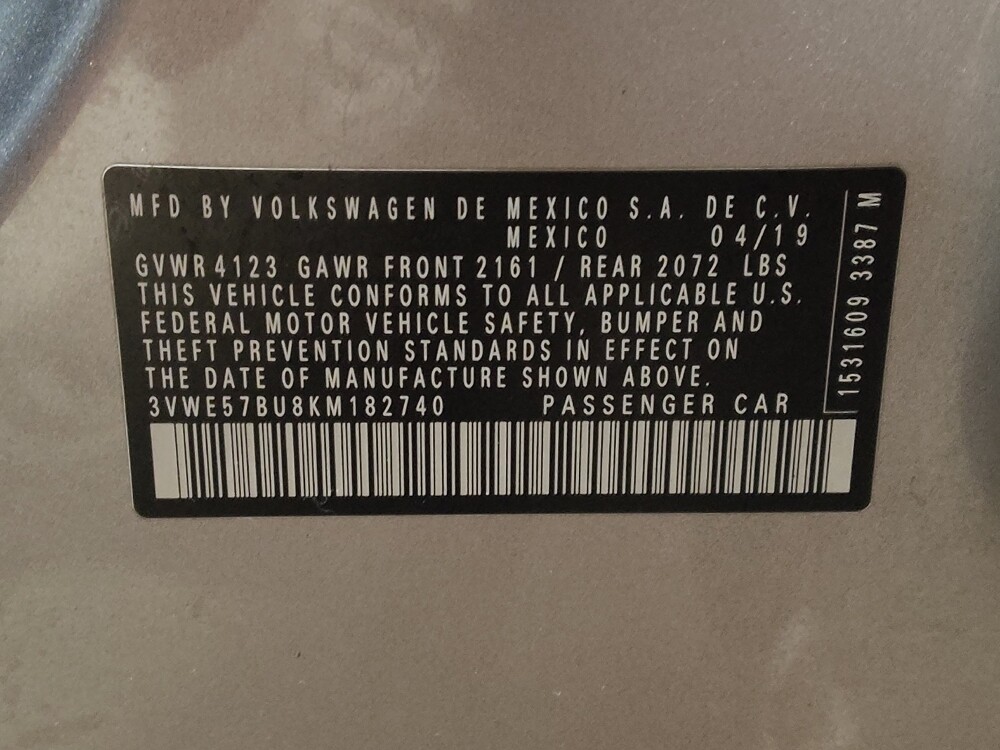 MFD BY VOLKSWAGEN DE MEXICO S.A. DE C.V.
MEXICO 04/19
GVWR 4123 GAWR FRONT 2161 / REAR 2072 LBS
THIS VEHICLE CONFORMS TO ALL APPLICABLE U.S.
FEDERAL MOTOR VEHICLE SAFETY, BUMPER AND
THEFT PREVENTION STANDARDS IN EFFECT ON
THE DATE OF MANUFACTURE SHOWN ABOVE.
3VWE57BU8KM182740 PASSENGER CAR
1531609 3387 M